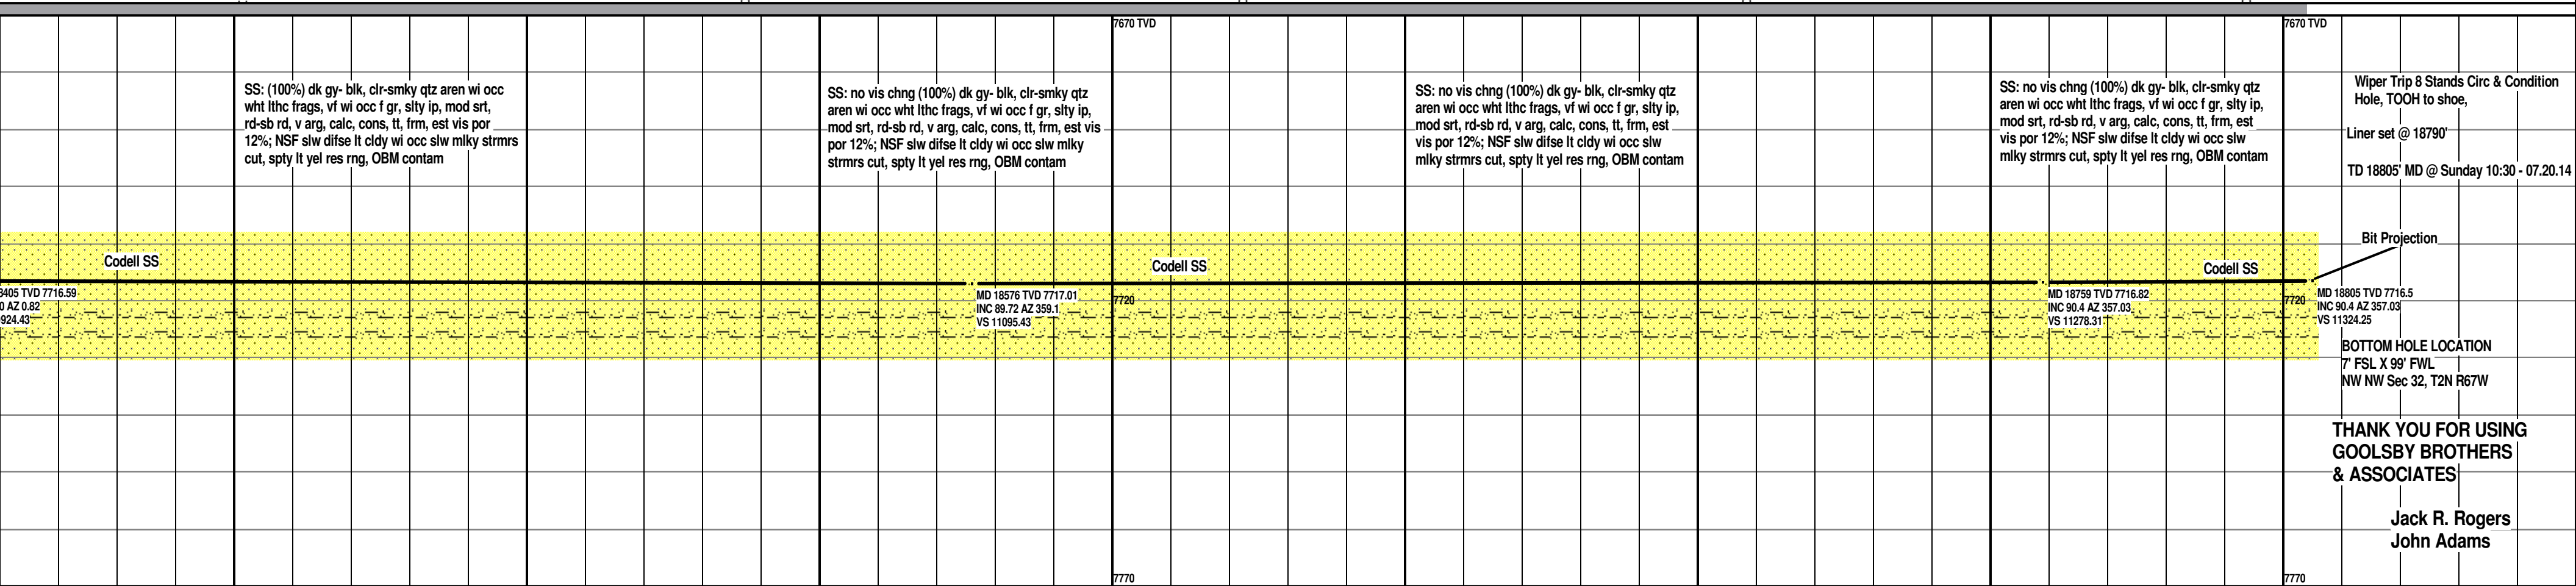 7670 TVD
7670 TVD
SS: (100%) dk gy- blk, clr-smky qtz aren wi occ
wht lthc frags, vf wi occ f gr, slty ip, mod srt,
rd-sb rd, v arg, calc, cons, tt, frm, est vis por
12%; NSF slw difse lt cldy wi occ slw mlky strmrs
cut, spty lt yel res rng, OBM contam
SS: no vis chng (100%) dk gy- blk, clr-smky qtz
aren wi occ wht lthc frags, vf wi occ f gr, slty ip,
mod srt, rd-sb rd, v arg, calc, cons, tt, frm, est vis
por 12%; NSF slw difse lt cldy wi occ slw mlky
strmrs cut, spty lt yel res rng, OBM contam
SS: no vis chng (100%) dk gy- blk, clr-smky qtz
aren wi occ wht lthc frags, vf wi occ f gr, slty ip,
mod srt, rd-sb rd, v arg, calc, cons, tt, frm, est
vis por 12%; NSF slw difse lt cldy wi occ slw
mlky strmrs cut, spty lt yel res rng, OBM contam
SS: no vis chng (100%) dk gy- blk, clr-smky qtz
aren wi occ wht lthc frags, vf wi occ f gr, slty ip,
mod srt, rd-sb rd, v arg, calc, cons, tt, frm, est
vis por 12%; NSF slw difse lt cldy wi occ slw
mlky strmrs cut, spty lt yel res rng, OBM contam
Wiper Trip 8 Stands Circ & Condition
Hole, TOOH to shoe,
Liner set @ 18790'
TD 18805' MD @ Sunday 10:30 - 07.20.14
Bit Projection
Codell SS
Codell SS
Codell SS
8405 TVD 7716.59
0 AZ 0.82
924.43
MD 18576 TVD 7717.01
INC 89.72 AZ 359.1
VS 11095.43
7720
MD 18759 TVD 7716.82
INC 90.4 AZ 357.03
VS 11278.31
7720
MD 18805 TVD 7716.5
INC 90.4 AZ 357.03
VS 11324.25
BOTTOM HOLE LOCATION
7' FSL X 99' FWL
NW NW Sec 32, T2N R67W
THANK YOU FOR USING
GOOLSBY BROTHERS
& ASSOCIATES
Jack R. Rogers
John Adams
7770
7770